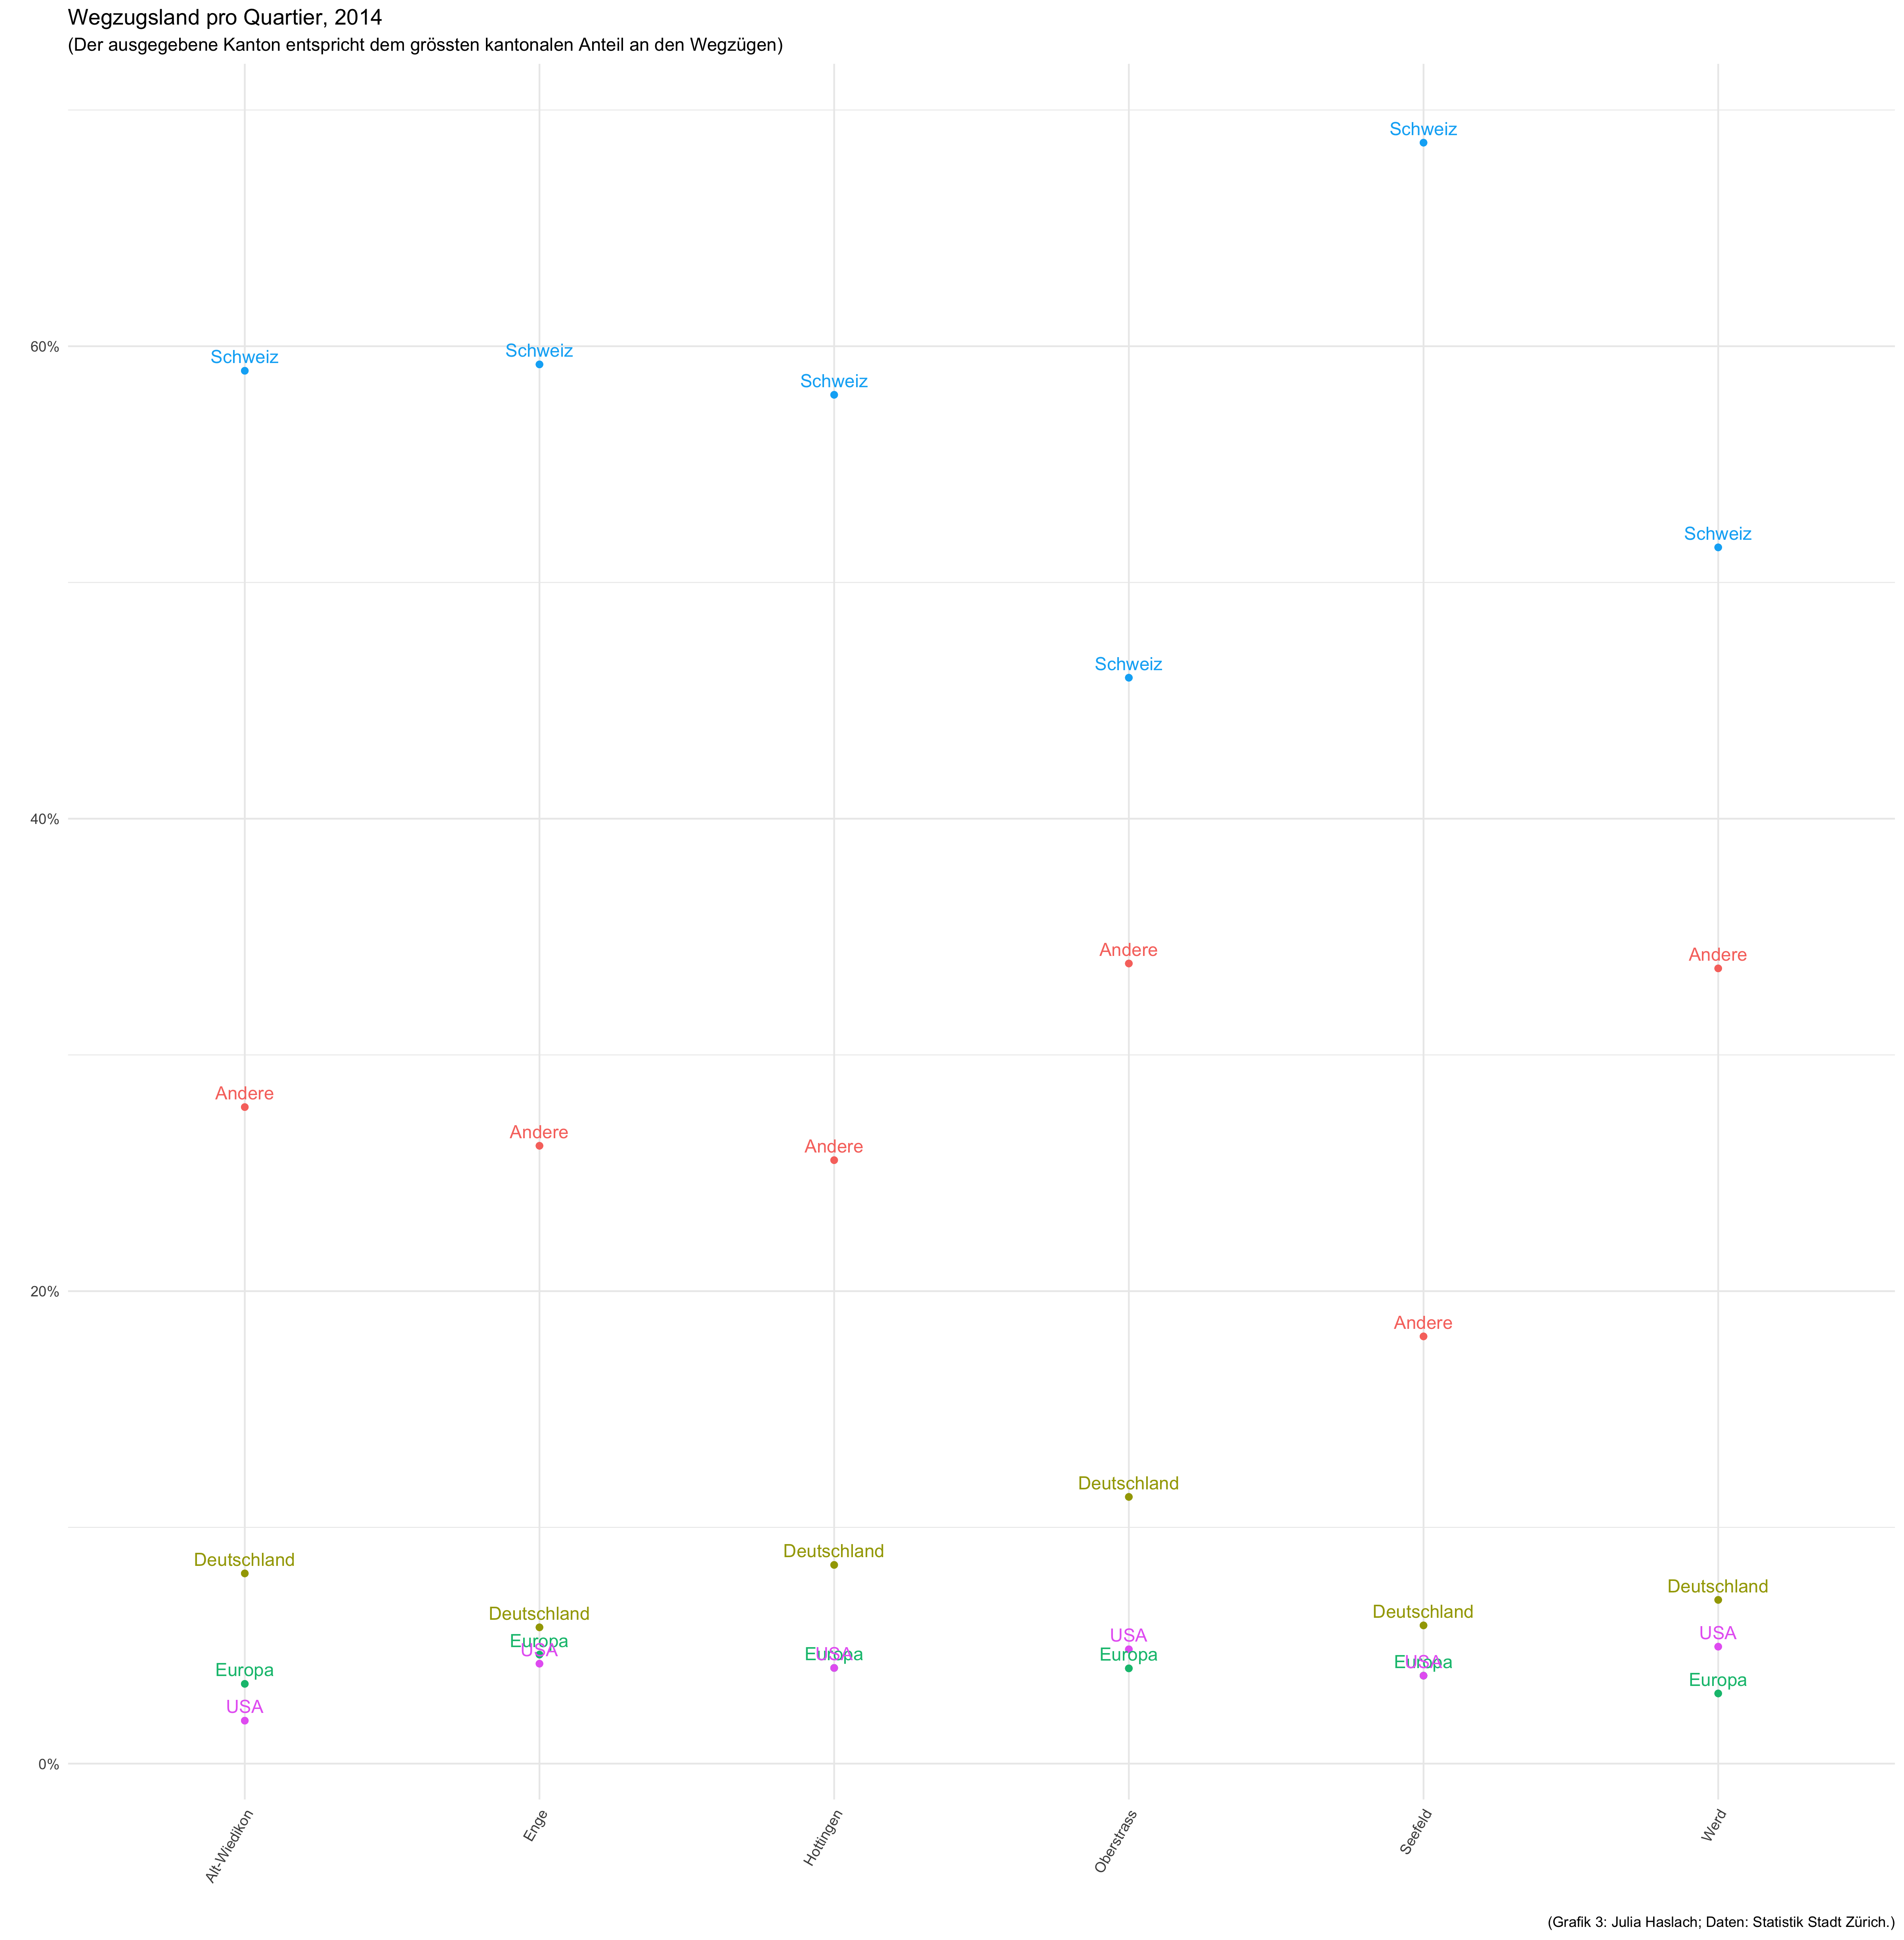 Wegzugsland pro Quartier, 2014
(Der ausgegebene Kanton entspricht dem grössten kantonalen Anteil an den Wegzügen)
Schweiz
60%
Schweiz
Schweiz
Schweiz
Schweiz
Schweiz
40%
Andere
Andere
Andere
Andere
Andere
20%
Andere
Deutschland
Deutschland
Deutschland
Deutschland
Deutschland
Deutschland
Europa
USA
Europa
USA
Europa
USA
USA
Europa
Europa
USA
USA
Europa
0%
Alt-Wiedikon
Enge
Hottingen
Oberstrass
Seefeld
Werd
(Grafik 3: Julia Haslach; Daten: Statistik Stadt Zürich.)